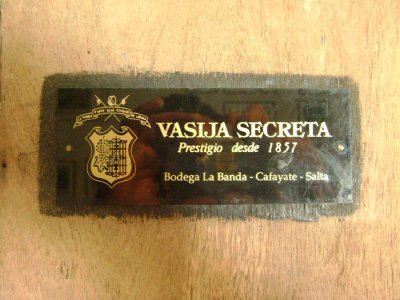 VASIJA SECRETA
Prestigio desde 1857
Bodega La Banda - Cafayate - Salta